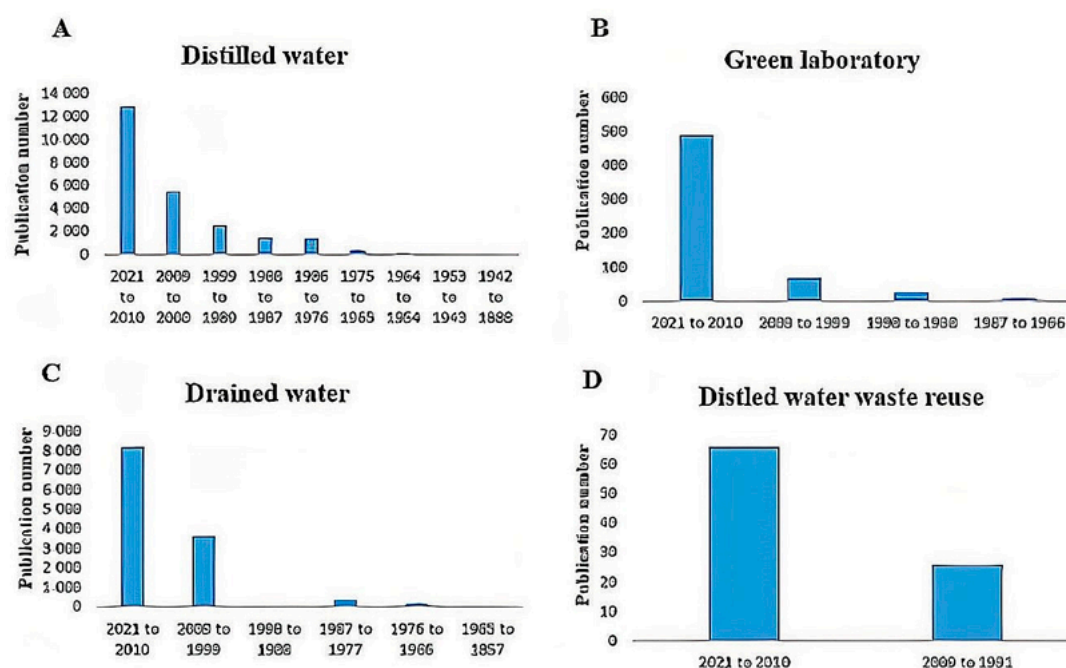 A
Distilled water
Publication number
14 000
12 000
10 000
8 000
6 000
4 000
2 000
0
2021 2009 1999 1986 1975 1964 1953 1942
to to to to to to to to to
2010 2000 1987 1976 1965 1954 1943 1888
B
Green laboratory
Publication number
600
500
400
300
200
100
0
2021 to 2010 2009 to 1999 1998 to 1988 1987 to 1966
C
Drained water
Publication number
9 000
8 000
7 000
6 000
5 000
4 000
3 000
2 000
1 000
0
2021 to 2009 to 1998 to 1987 to 1976 to 1965 to
2010 1999 1988 1977 1966 1857
D
Distled water waste reuse
Publication number
70
60
50
40
30
20
10
0
2021 to 2010 2009 to 1991